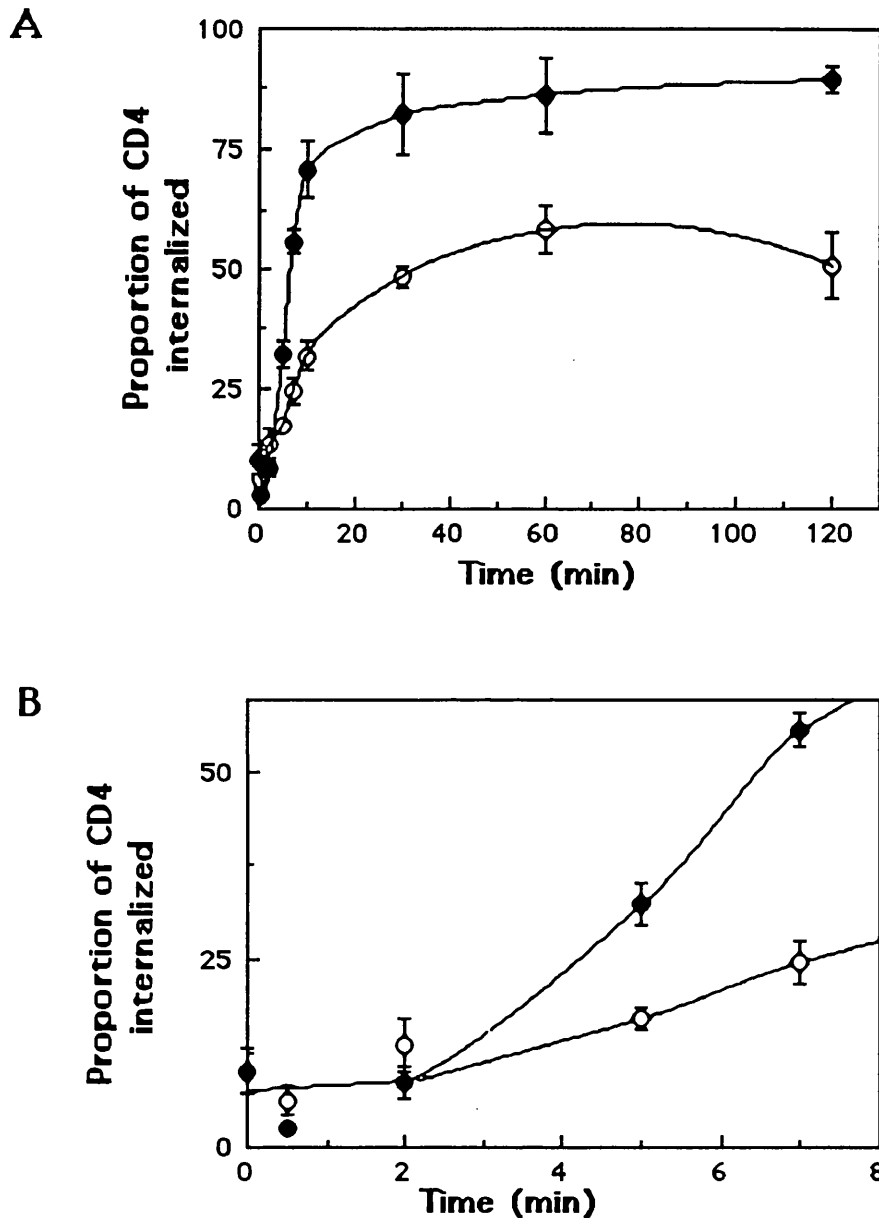 A
100
75
50
25
0
Proportion of CD4
internalized
0 20 40 60 80 100 120
Time (min)
B
50
25
0
Proportion of CD4
internalized
0 2 4 6 8
Time (min)